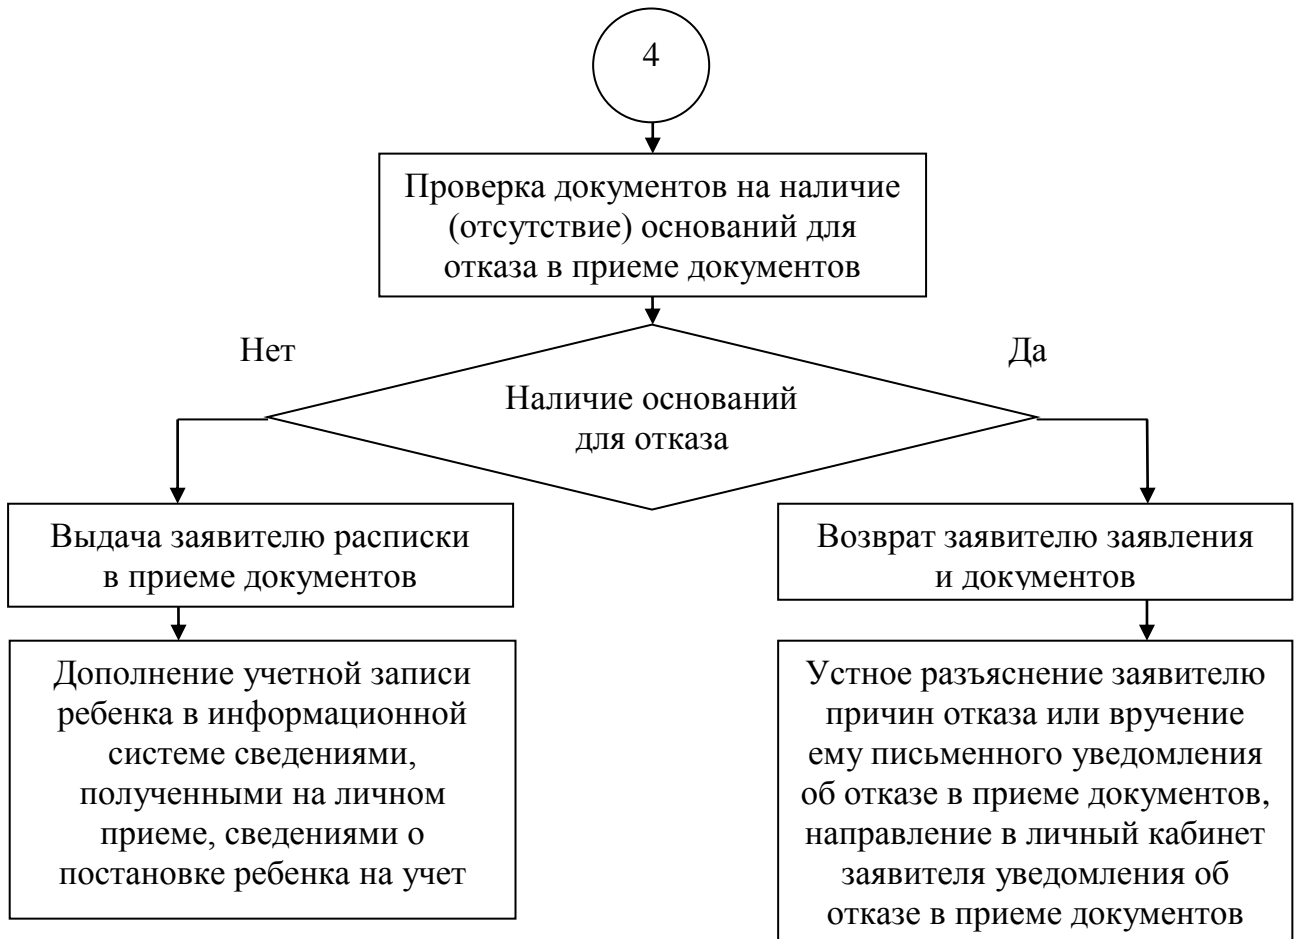 4
Проверка документов на наличие
(отсутствие) оснований для
отказа в приеме документов
Нет
Да
Наличие оснований
для отказа
Выдача заявителю расписки
в приеме документов
Возврат заявителю заявления
и документов
Дополнение учетной записи
ребенка в информационной
системе сведениями,
полученными на личном
приеме, сведениями о
постановке ребенка на учет
Устное разъяснение заявителю
причин отказа или вручение
ему письменного уведомления
об отказе в приеме документов,
направление в личный кабинет
заявителя уведомления об
отказе в приеме документов